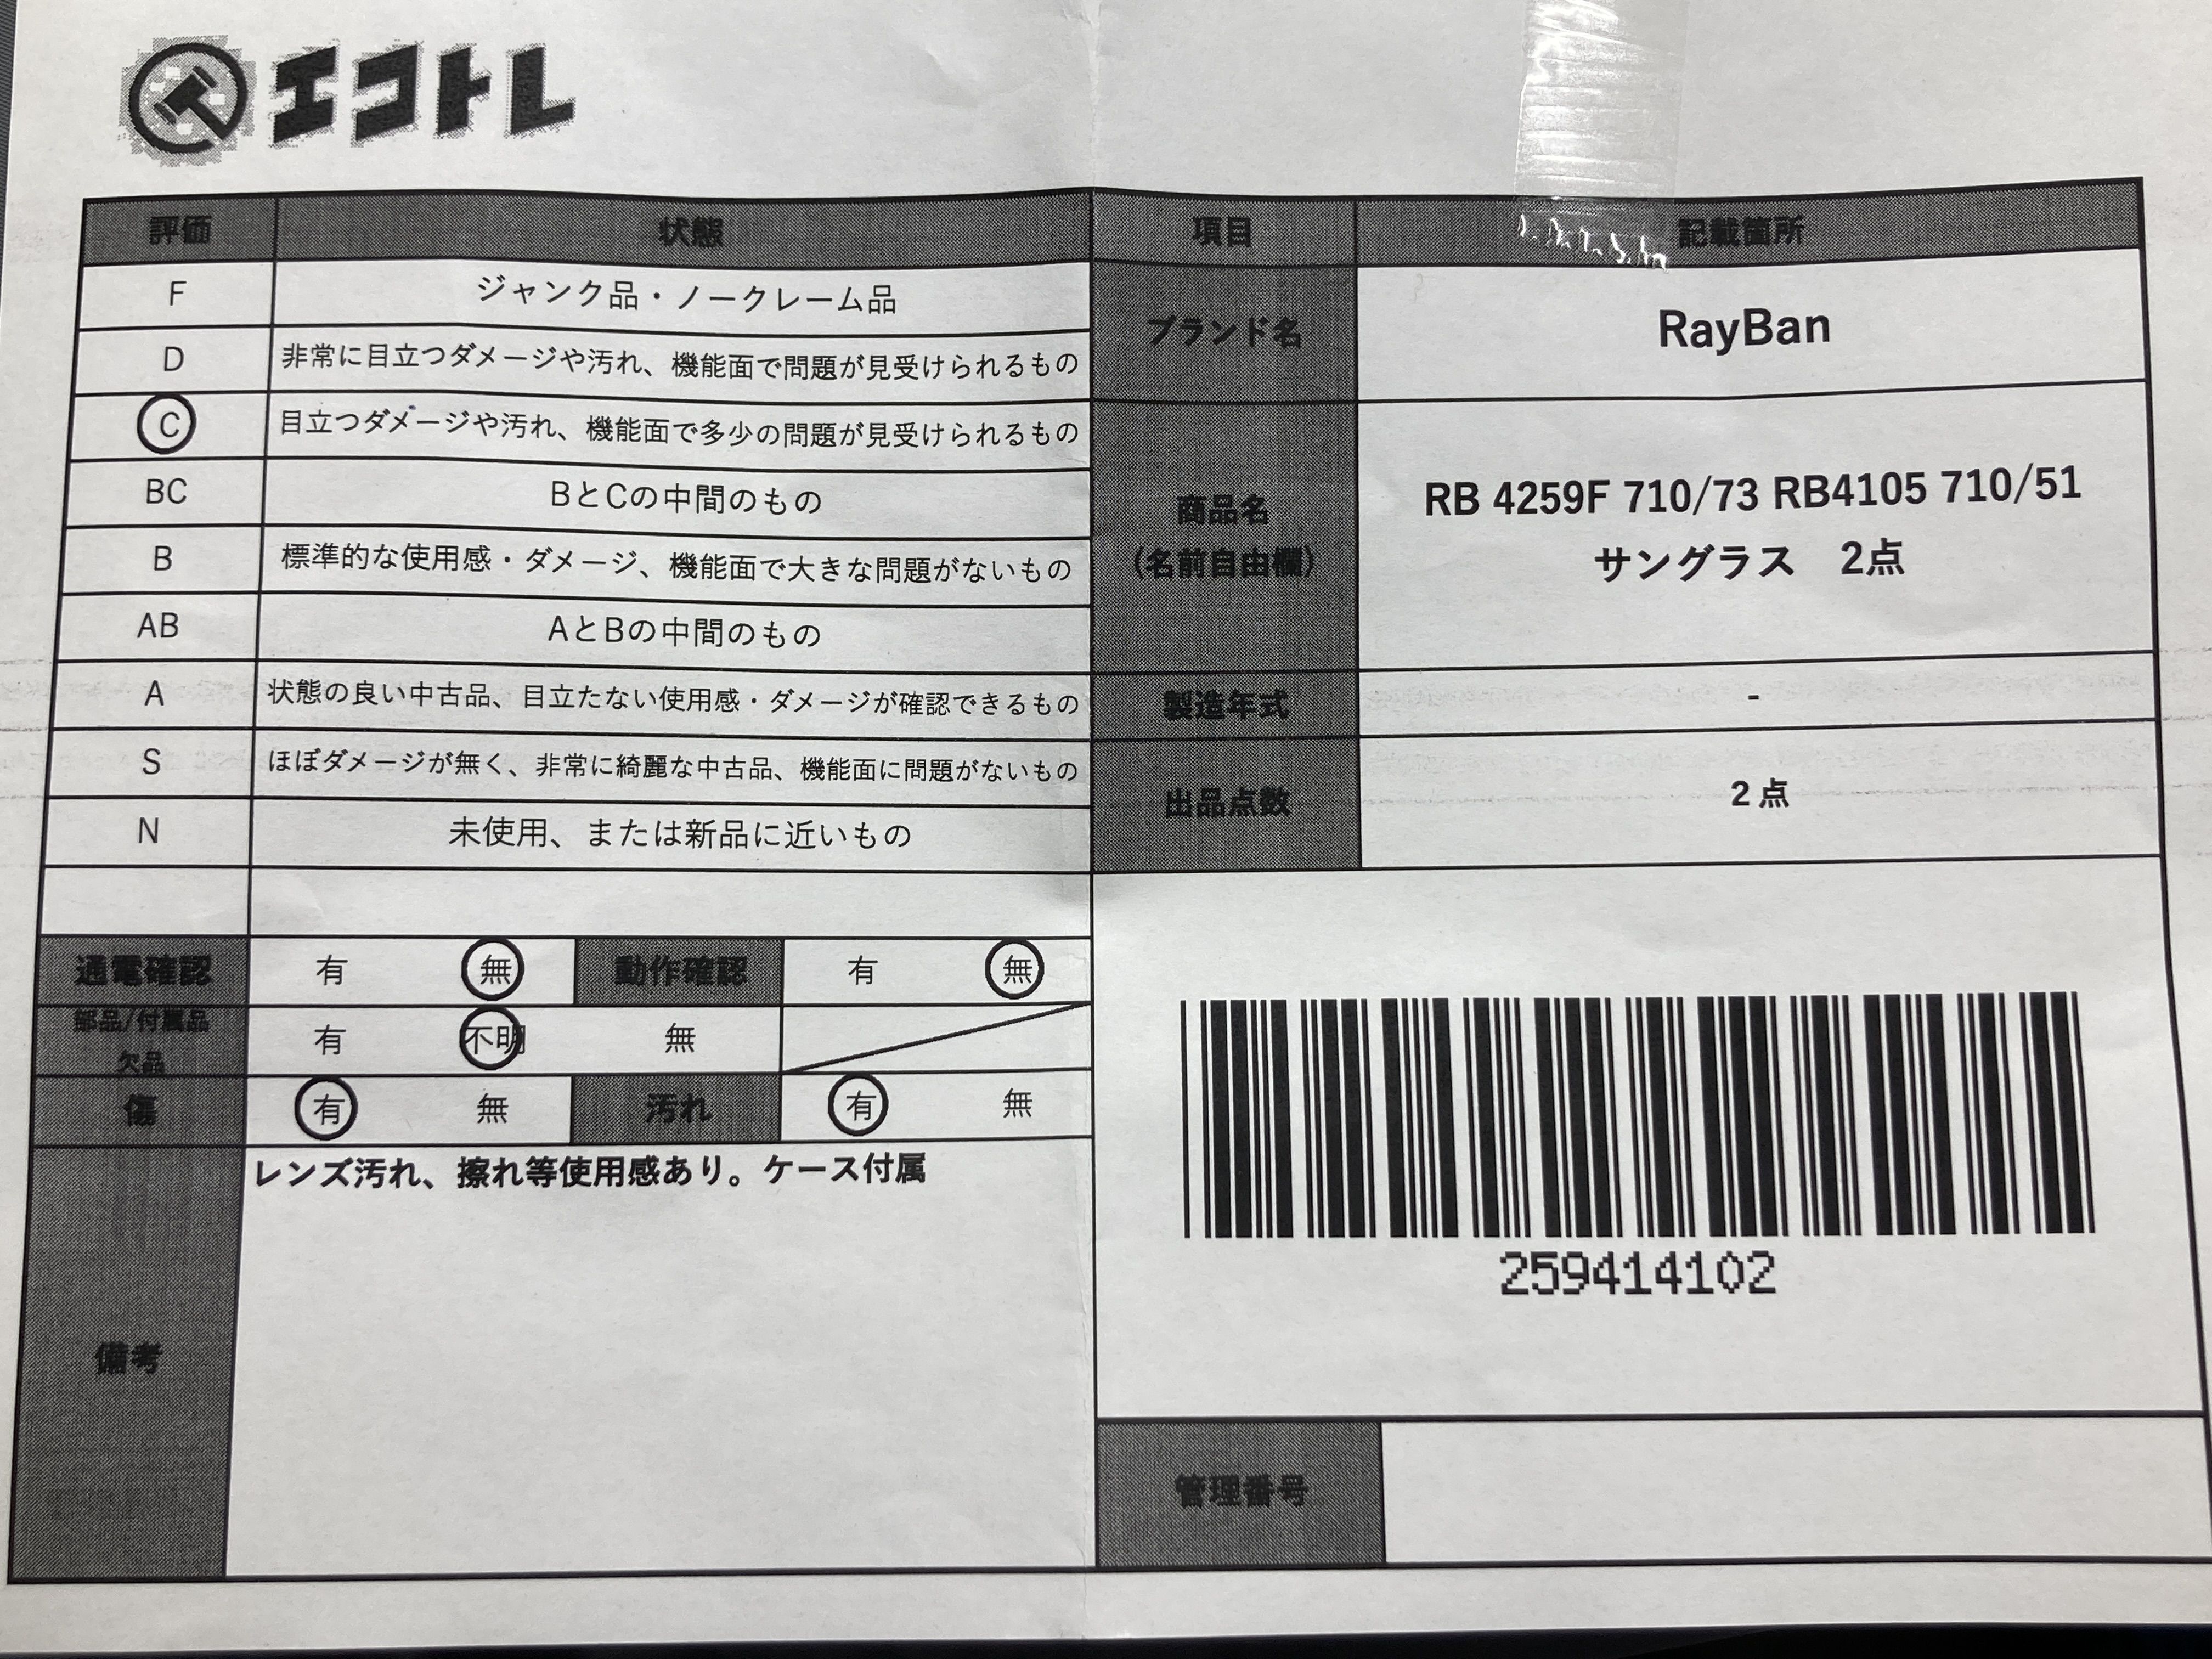 エコトレ
評価 状態 項目 記載箇所
F ジャンク品・ノークレーム品
D 非常に目立つダメージや汚れ、機能面で問題が見受けられるもの
C 目立つダメージや汚れ、機能面で多少の問題が見受けられるもの
BC BとCの中間のもの
B 標準的な使用感・ダメージ、機能面で大きな問題がないもの
AB AとBの中間のもの
A 状態の良い中古品、目立たない使用感・ダメージが確認できるもの
S ほぼダメージが無く、非常に綺麗な中古品、機能面に問題がないもの
N 未使用、または新品に近いもの
ブランド名 RayBan
商品名
(名前自由欄)
RB 4259F 710/73 RB4105 710/51
サングラス 2点
製造年式 -
出品点数 2点
通電確認 有 無 動作確認 有 無
部品/付属品
欠品
有 不明 無
傷 有 無 汚れ 有 無
備考
レンズ汚れ、擦れ等使用感あり。ケース付属
259414102
管理番号